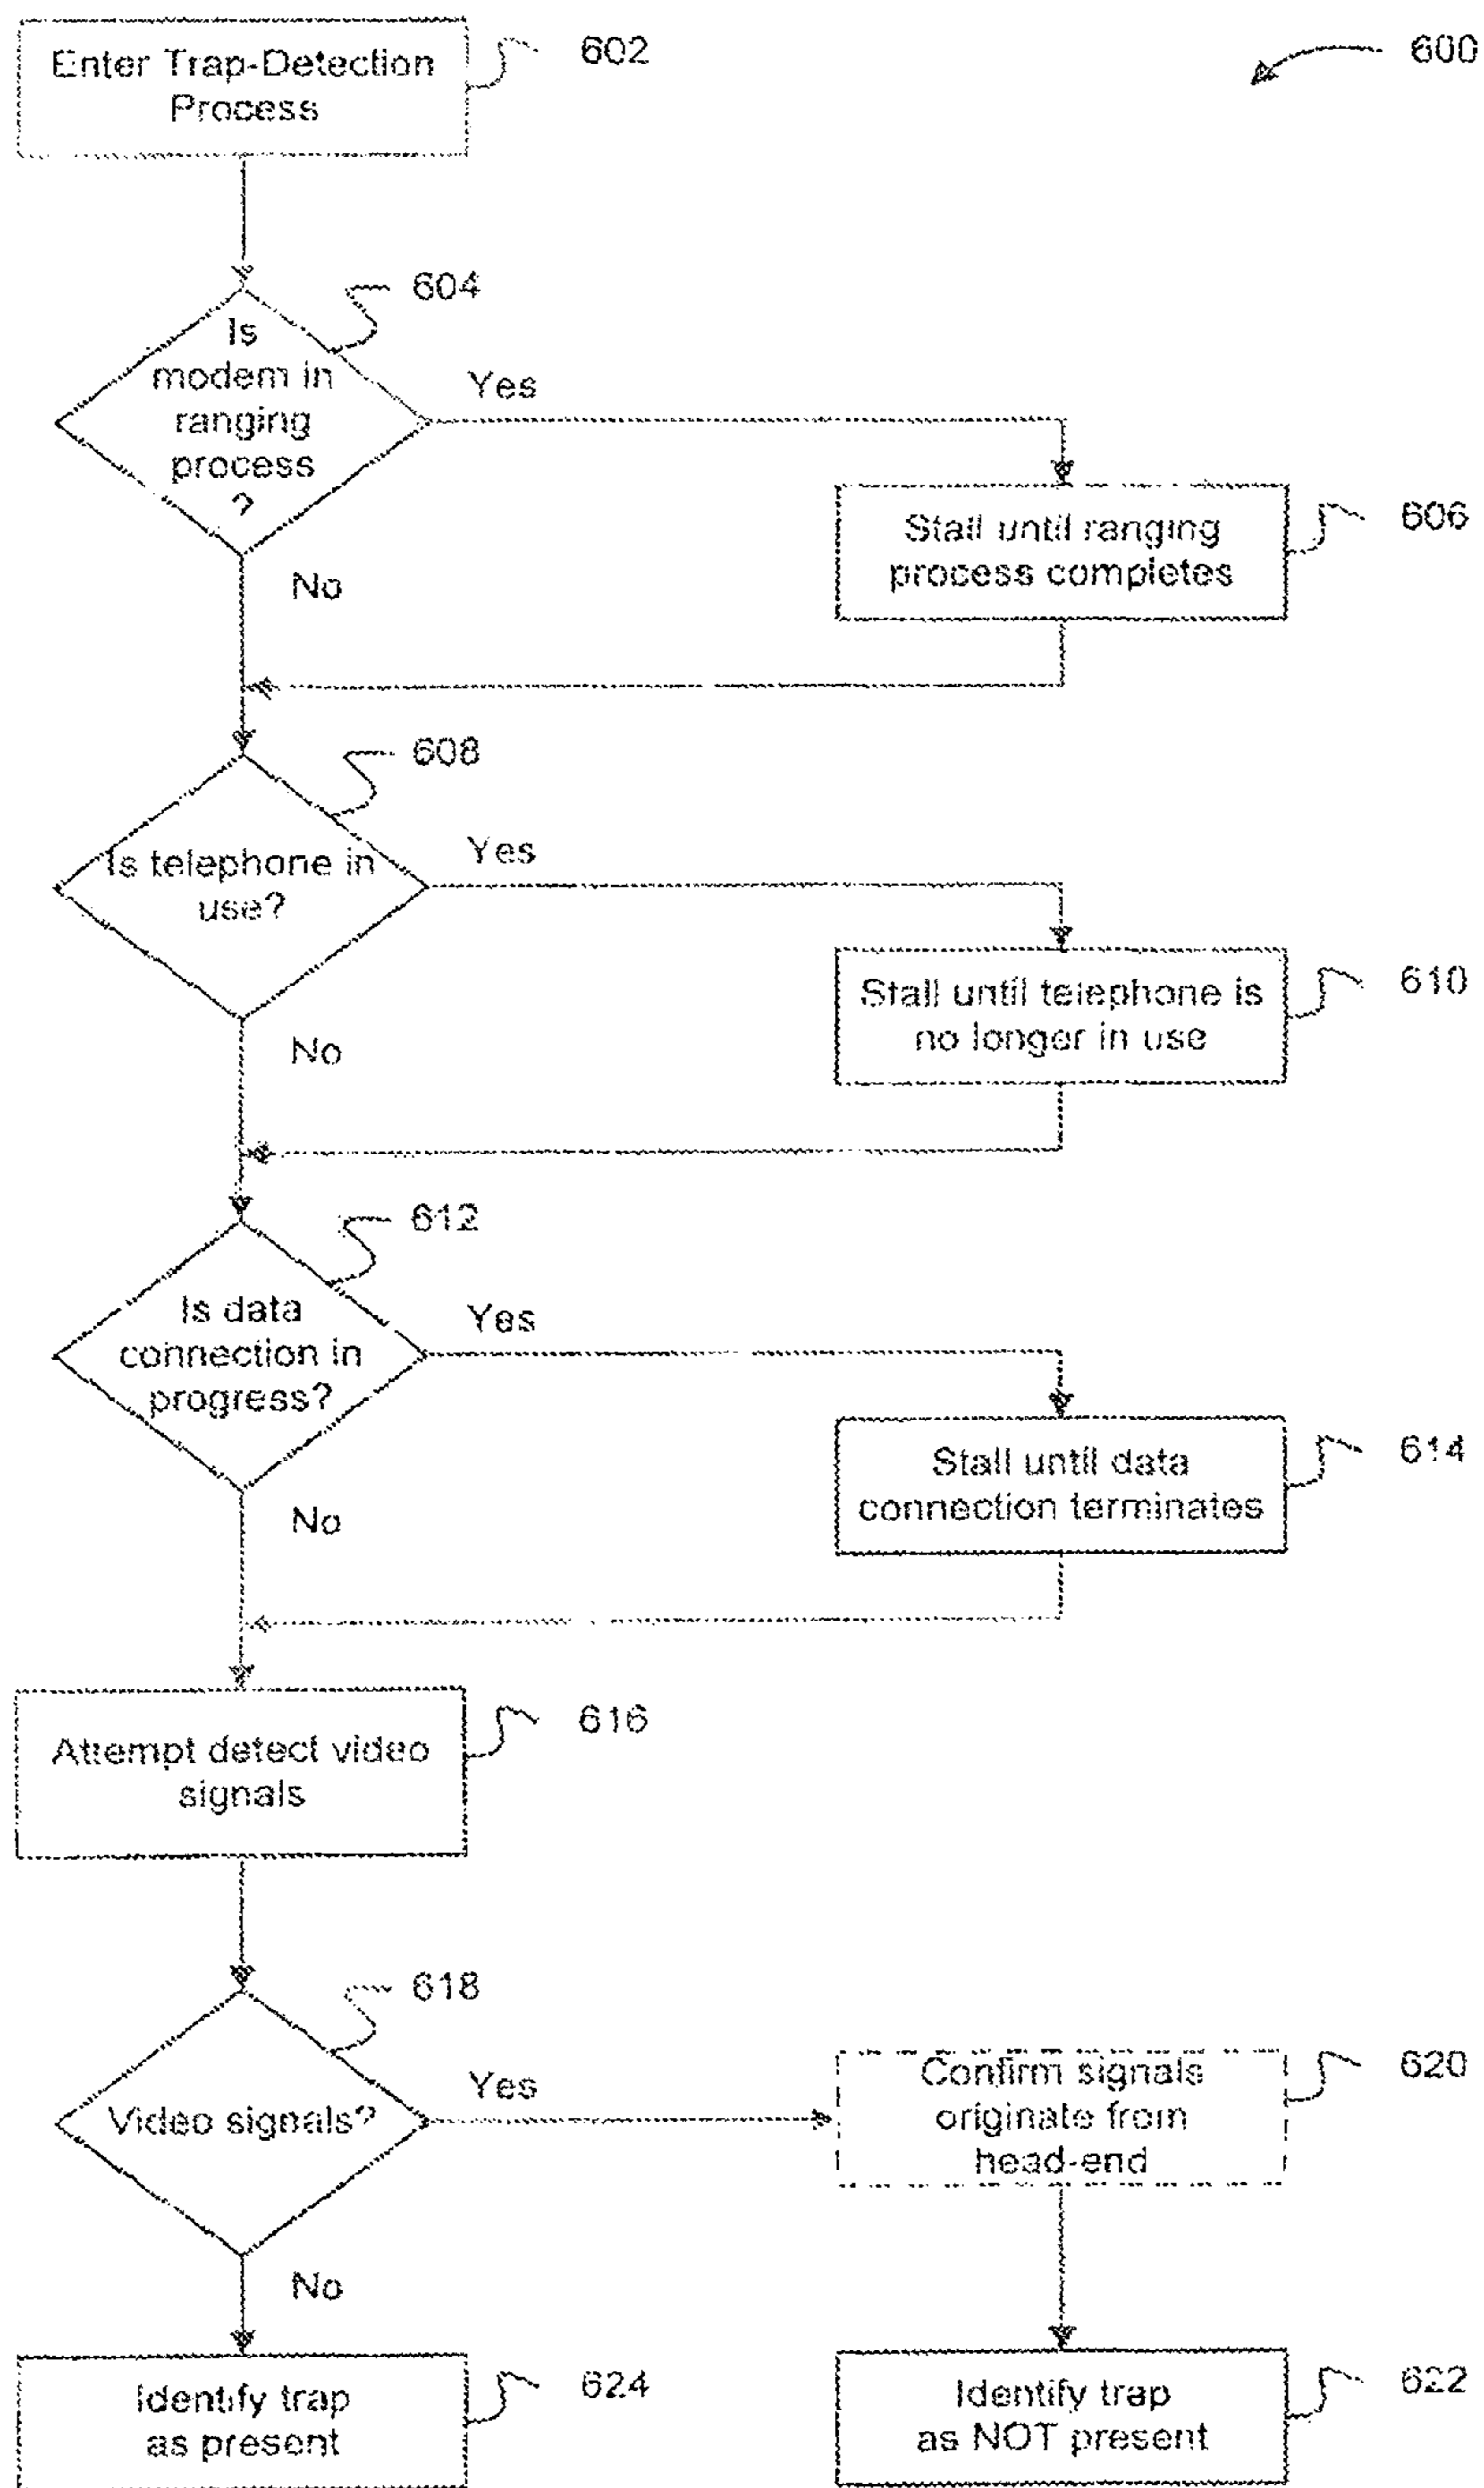 Enter Trap-Detection
Process
602
600
604
Is
modem in
ranging
process
?
Yes
Stall until ranging
process completes
606
No
608
Is telephone in
use?
Yes
Stall until telephone is
no longer in use
610
No
612
Is data
connection in
progress?
Yes
Stall until data
connection terminates
614
No
Attempt detect video
signals
616
618
Video signals?
Yes
Confirm signals
originate from
head-end
620
No
Identify trap
as present
624
Identify trap
as NOT present
622